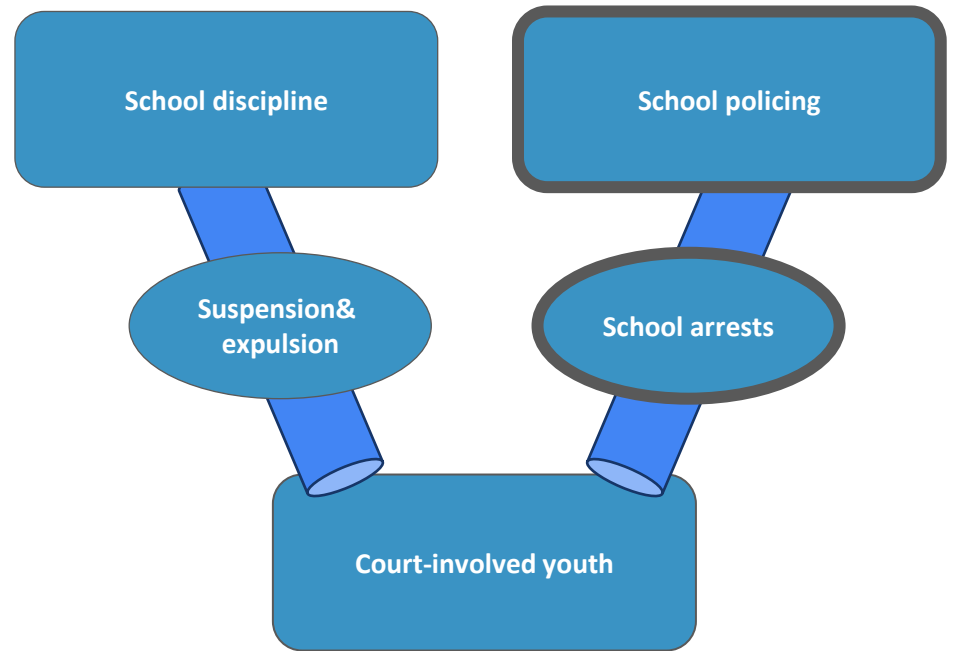 School discipline
School policing
Suspension&
expulsion
School arrests
Court-involved youth